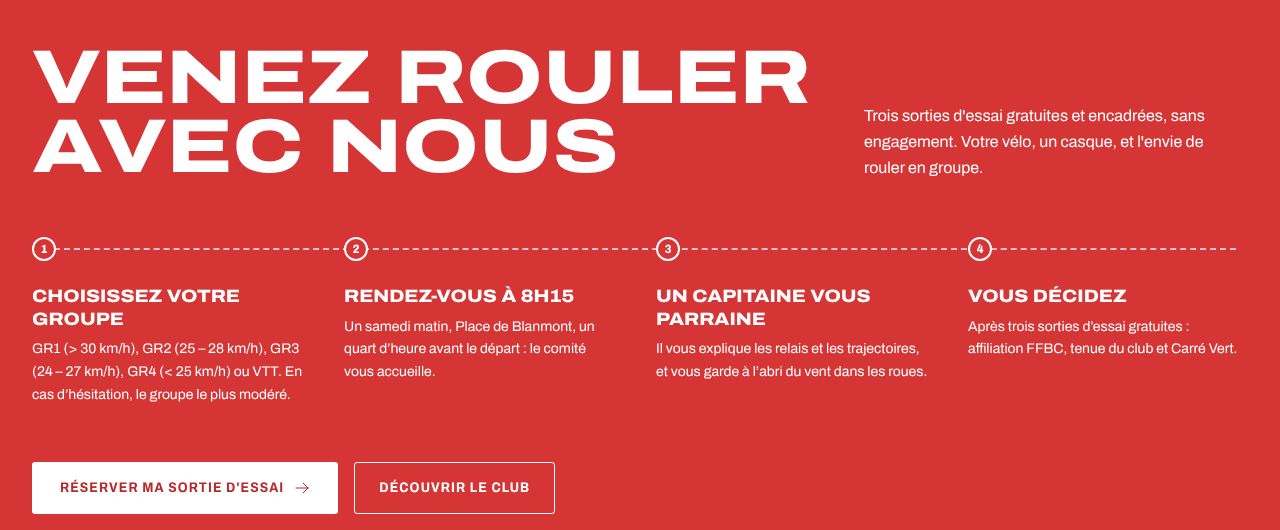 VENEZ ROULER
AVEC NOUS
Trois sorties d'essai gratuites et encadrées, sans
engagement. Votre vélo, un casque, et l'envie de
rouler en groupe.
1
CHOISISSEZ VOTRE
GROUPE
GR1 (> 30 km/h), GR2 (25 – 28 km/h), GR3
(24 – 27 km/h), GR4 (< 25 km/h) ou VTT. En
cas d’hésitation, le groupe le plus modéré.
2
RENDEZ-VOUS À 8H15
Un samedi matin, Place de Blanmont, un
quart d’heure avant le départ : le comité
vous accueille.
3
UN CAPITAINE VOUS
PARRAINE
Il vous explique les relais et les trajectoires,
et vous garde à l’abri du vent dans les roues.
4
VOUS DÉCIDEZ
Après trois sorties d’essai gratuites :
affiliation FFBC, tenue du club et Carré Vert.
RÉSERVER MA SORTIE D'ESSAI →
DÉCOUVRIR LE CLUB